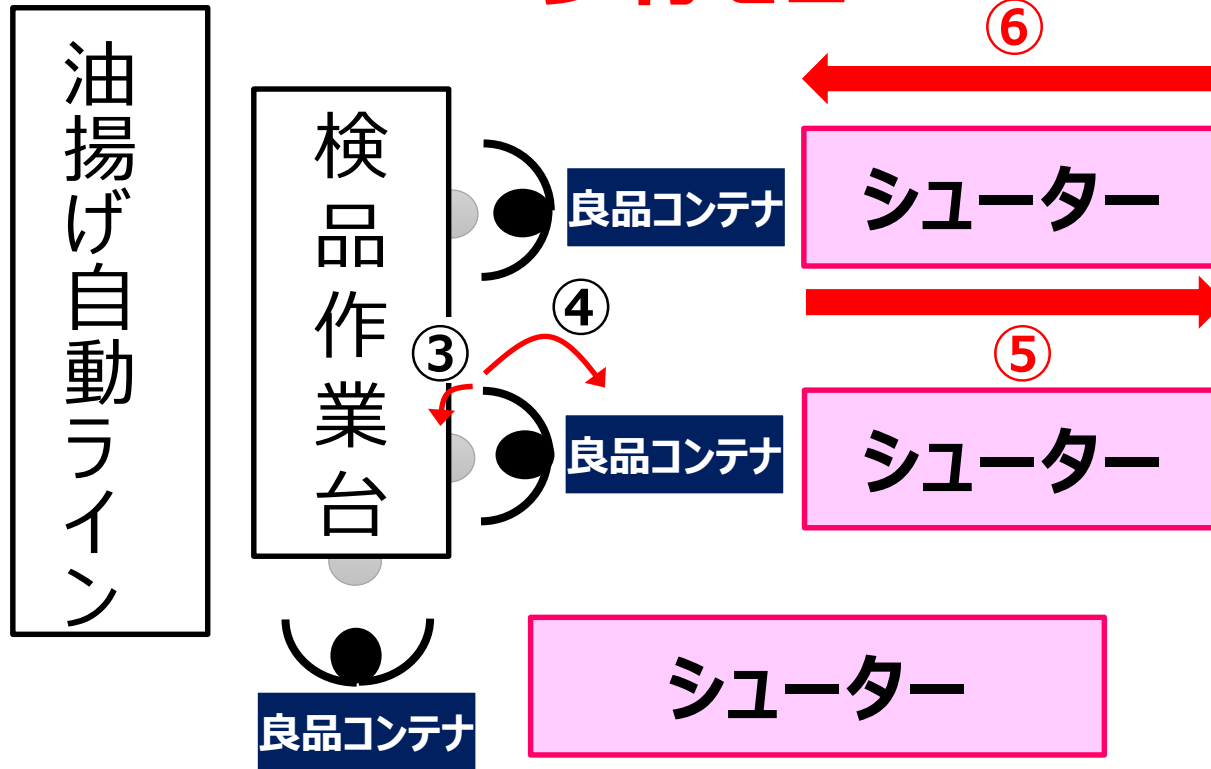 ⑥
油揚げ自動ライン
検品作業台
良品コンテナ
シューター
④
③
⑤
良品コンテナ
シューター
シューター
良品コンテナ